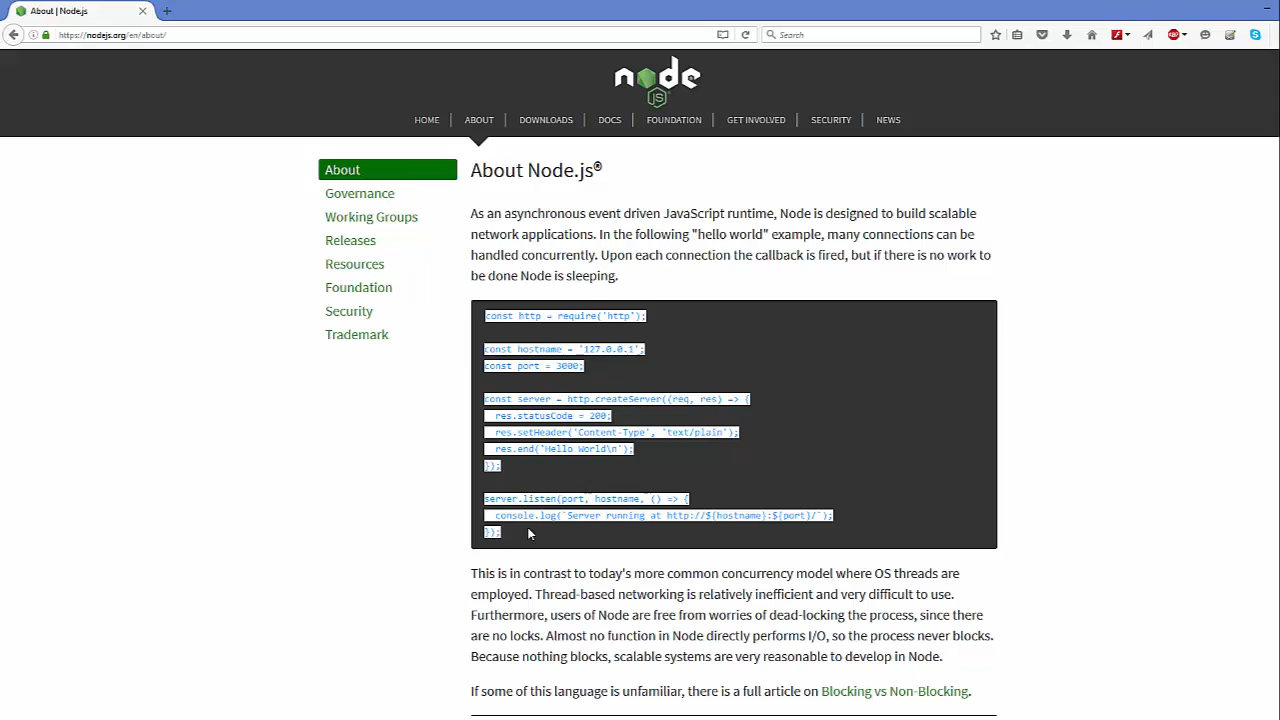 About | Node.js
https://nodejs.org/en/about/
Search
node
JS
HOME
ABOUT
DOWNLOADS
DOCS
FOUNDATION
GET INVOLVED
SECURITY
NEWS
About
Governance
Working Groups
Releases
Resources
Foundation
Security
Trademark
About Node.js®
As an asynchronous event driven JavaScript runtime, Node is designed to build scalable
network applications. In the following "hello world" example, many connections can be
handled concurrently. Upon each connection the callback is fired, but if there is no work to
be done Node is sleeping.
const http = require('http');
const hostname = '127.0.0.1';
const port = 3000;
const server = http.createServer((req, res) => {
res.statusCode = 200;
res.setHeader('Content-Type', 'text/plain');
res.end('Hello World\n');
});
server.listen(port, hostname, () => {
console.log(`Server running at http://${hostname}:${port}/`);
});
This is in contrast to today's more common concurrency model where OS threads are
employed. Thread-based networking is relatively inefficient and very difficult to use.
Furthermore, users of Node are free from worries of dead-locking the process, since there
are no locks. Almost no function in Node directly performs I/O, so the process never blocks.
Because nothing blocks, scalable systems are very reasonable to develop in Node.
If some of this language is unfamiliar, there is a full article on Blocking vs Non-Blocking.